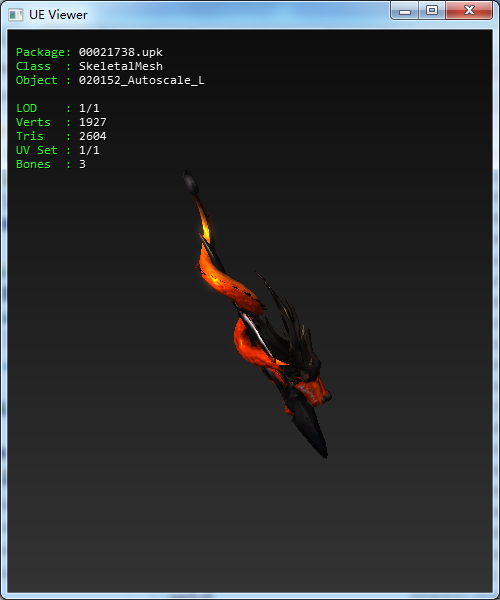 UE Viewer
Package: 00021738.upk
Class : SkeletalMesh
Object : 020152_Autoscale_L
LOD : 1/1
Verts : 1927
Tris : 2604
UV Set : 1/1
Bones : 3